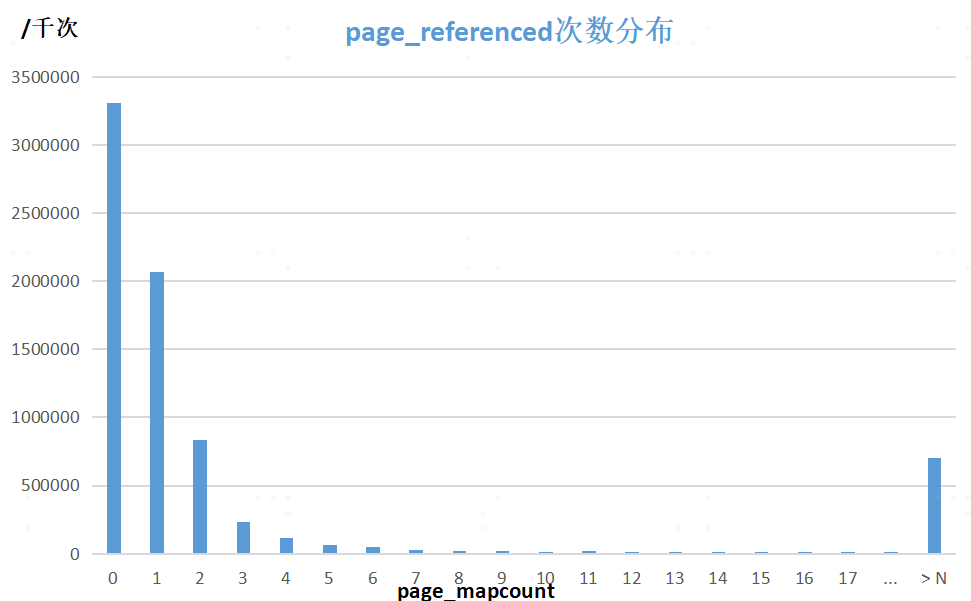 /千次
page_referenced次数分布
3500000
3000000
2500000
2000000
1500000
1000000
500000
0
0 1 2 3 4 5 6 7 8 9 10 11 12 13 14 15 16 17 ... > N
page_mapcount